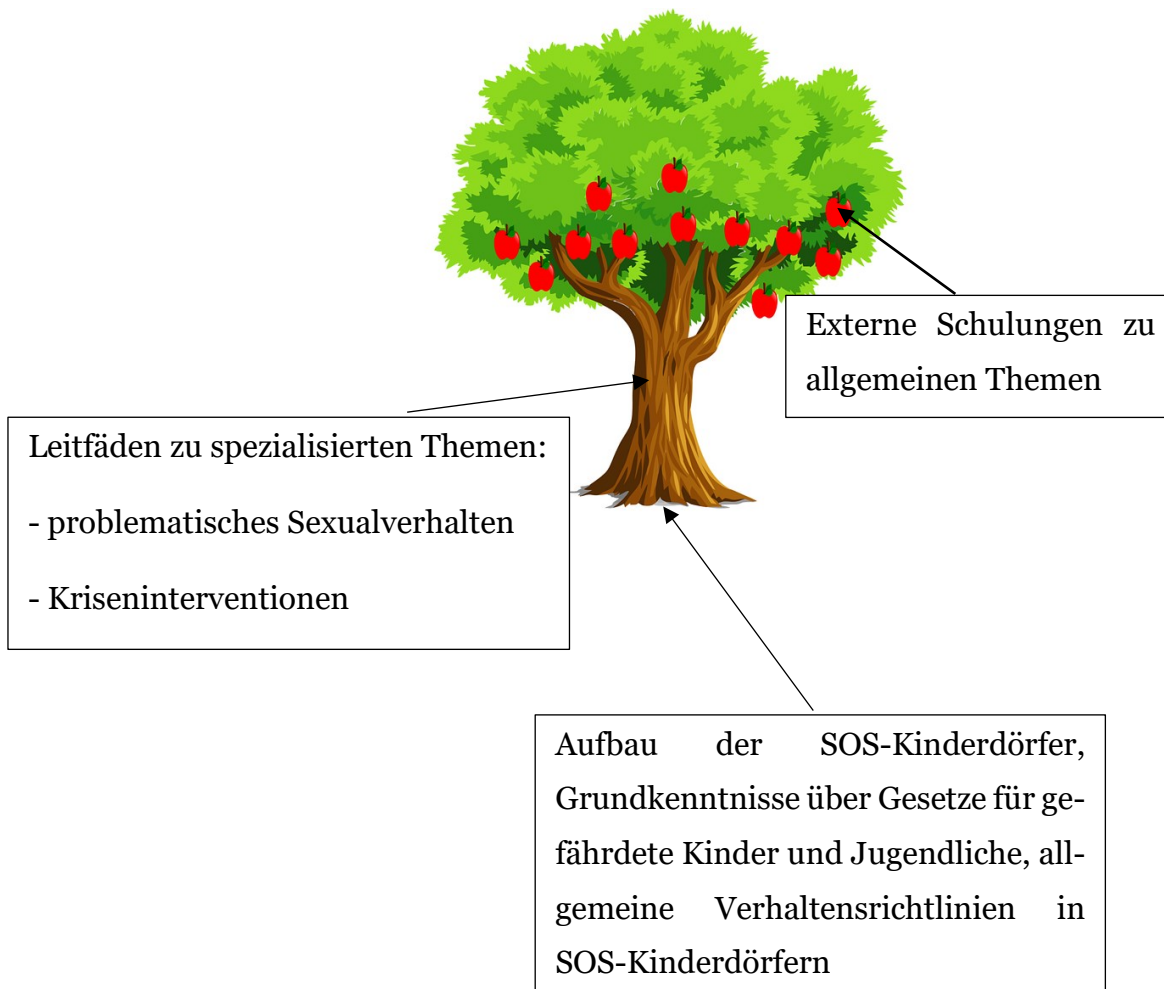 Externe Schulungen zu
allgemeinen Themen
Leitfäden zu spezialisierten Themen:
- problematisches Sexualverhalten
- Kriseninterventionen
Aufbau der SOS-Kinderdörfer,
Grundkenntnisse über Gesetze für ge-
fährdete Kinder und Jugendliche, all-
gemeine Verhaltensrichtlinien in
SOS-Kinderdörfern